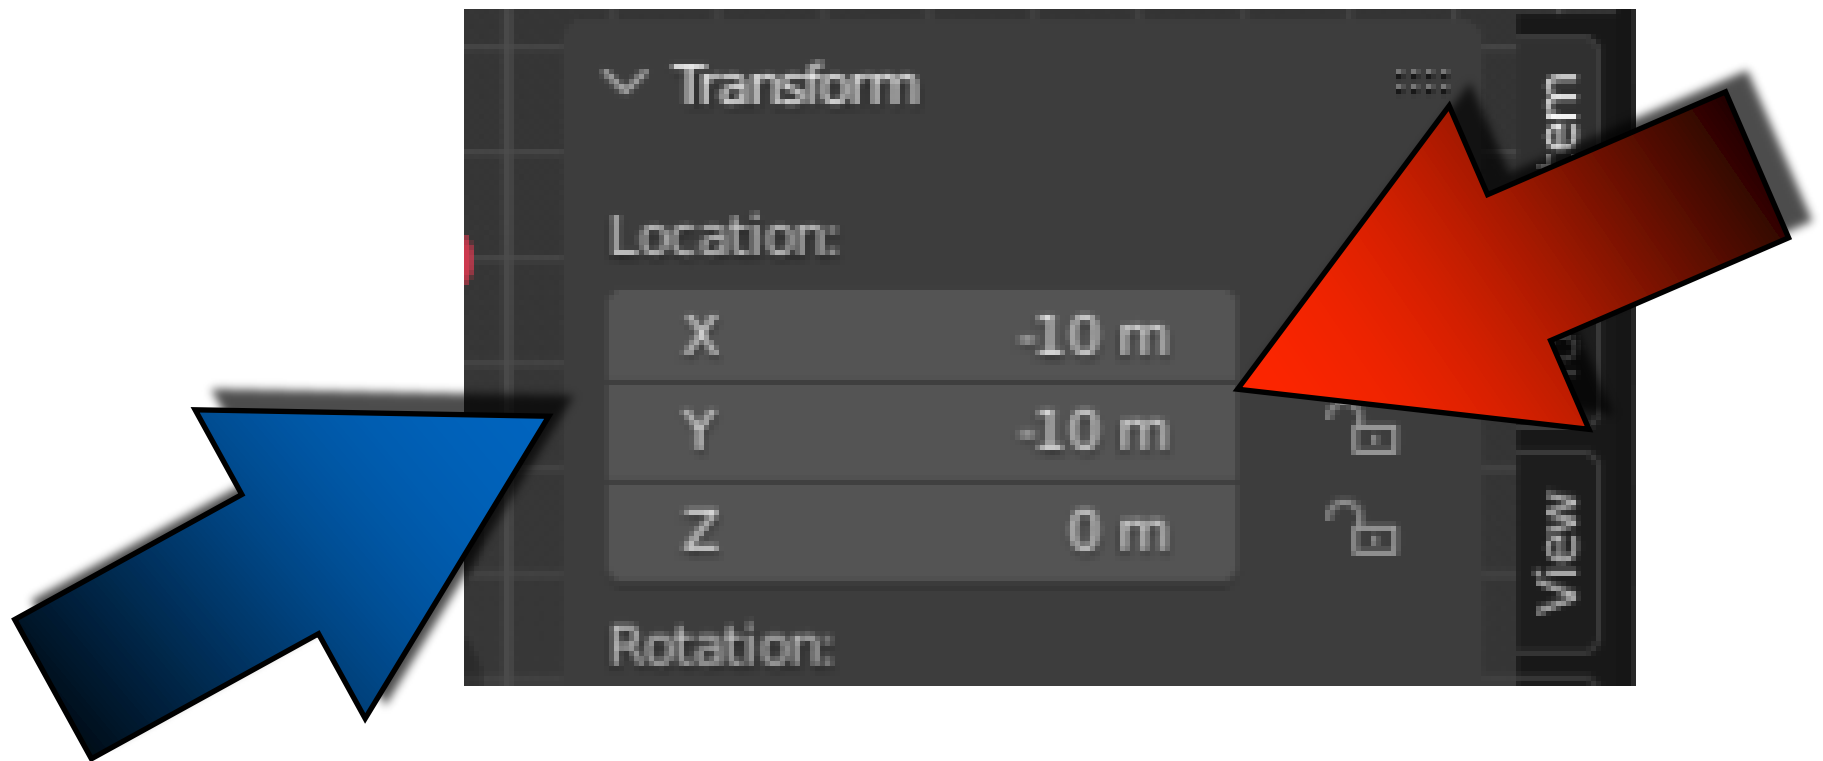 Transform
Location:
X -10 m
Y -10 m
Z 0 m
Rotation:
View